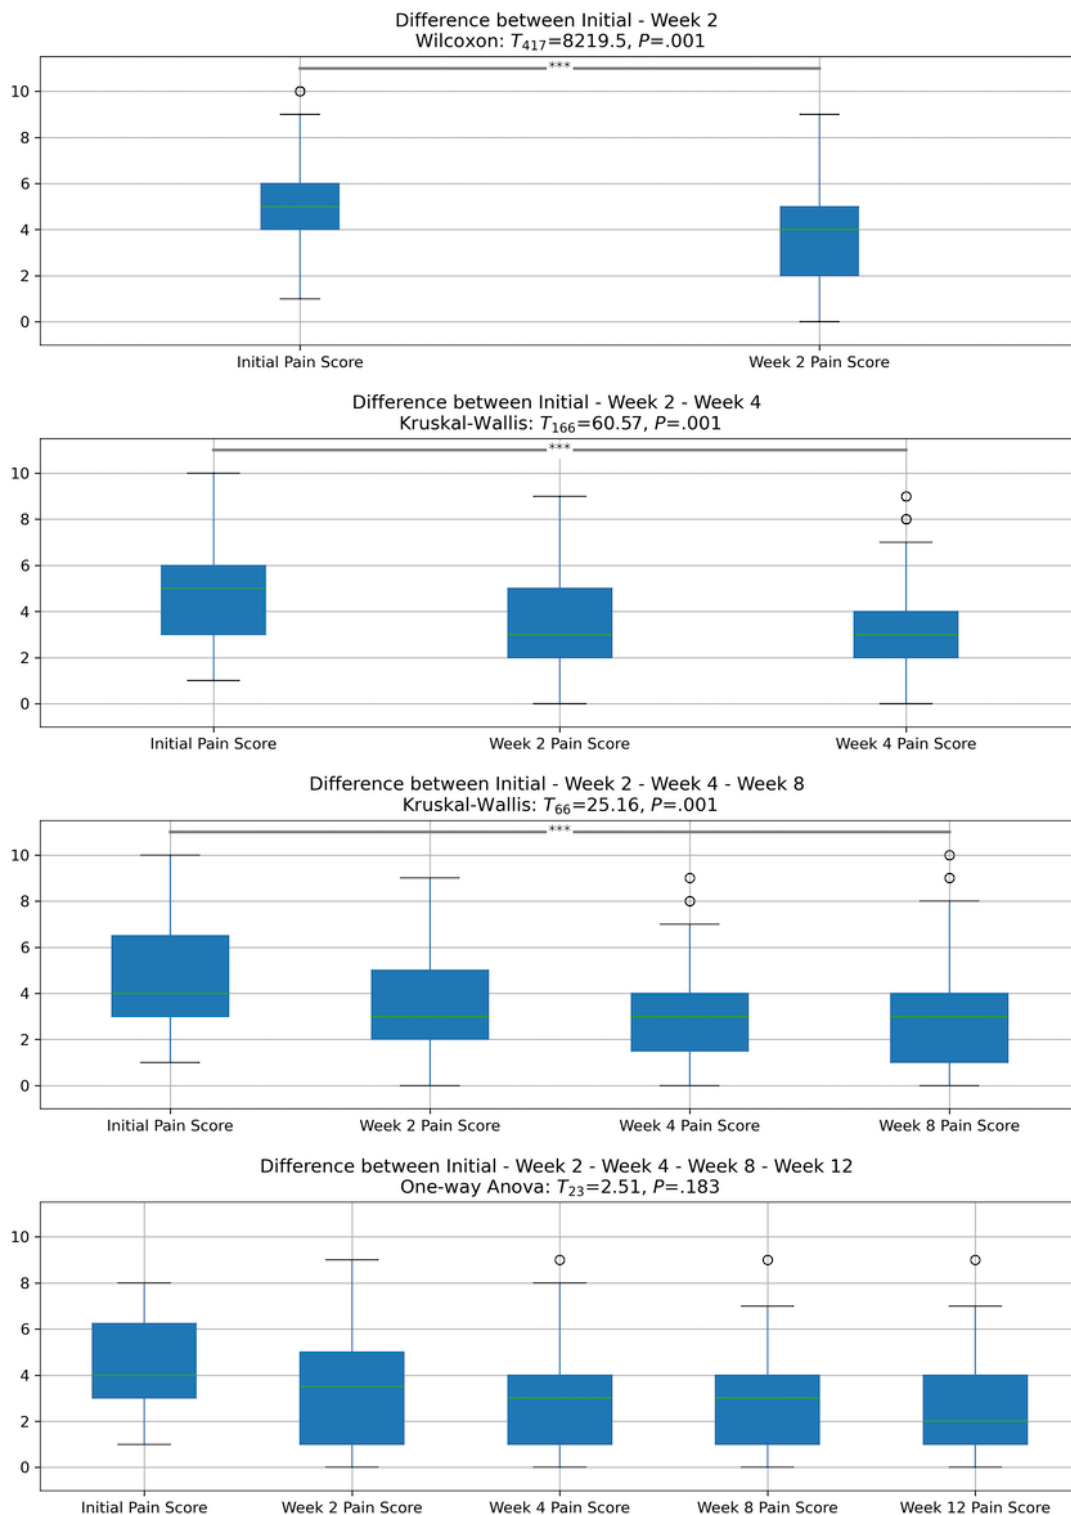 Difference between Initial - Week 2
Wilcoxon: T417=8219.5, P=.001
***
10
8
6
4
2
0
Initial Pain Score Week 2 Pain Score
Difference between Initial - Week 2 - Week 4
Kruskal-Wallis: T166=60.57, P=.001
***
10
8
6
4
2
0
Initial Pain Score Week 2 Pain Score Week 4 Pain Score
Difference between Initial - Week 2 - Week 4 - Week 8
Kruskal-Wallis: T66=25.16, P=.001
***
10
8
6
4
2
0
Initial Pain Score Week 2 Pain Score Week 4 Pain Score Week 8 Pain Score
Difference between Initial - Week 2 - Week 4 - Week 8 - Week 12
One-way Anova: T23=2.51, P=.183
10
8
6
4
2
0
Initial Pain Score Week 2 Pain Score Week 4 Pain Score Week 8 Pain Score Week 12 Pain Score